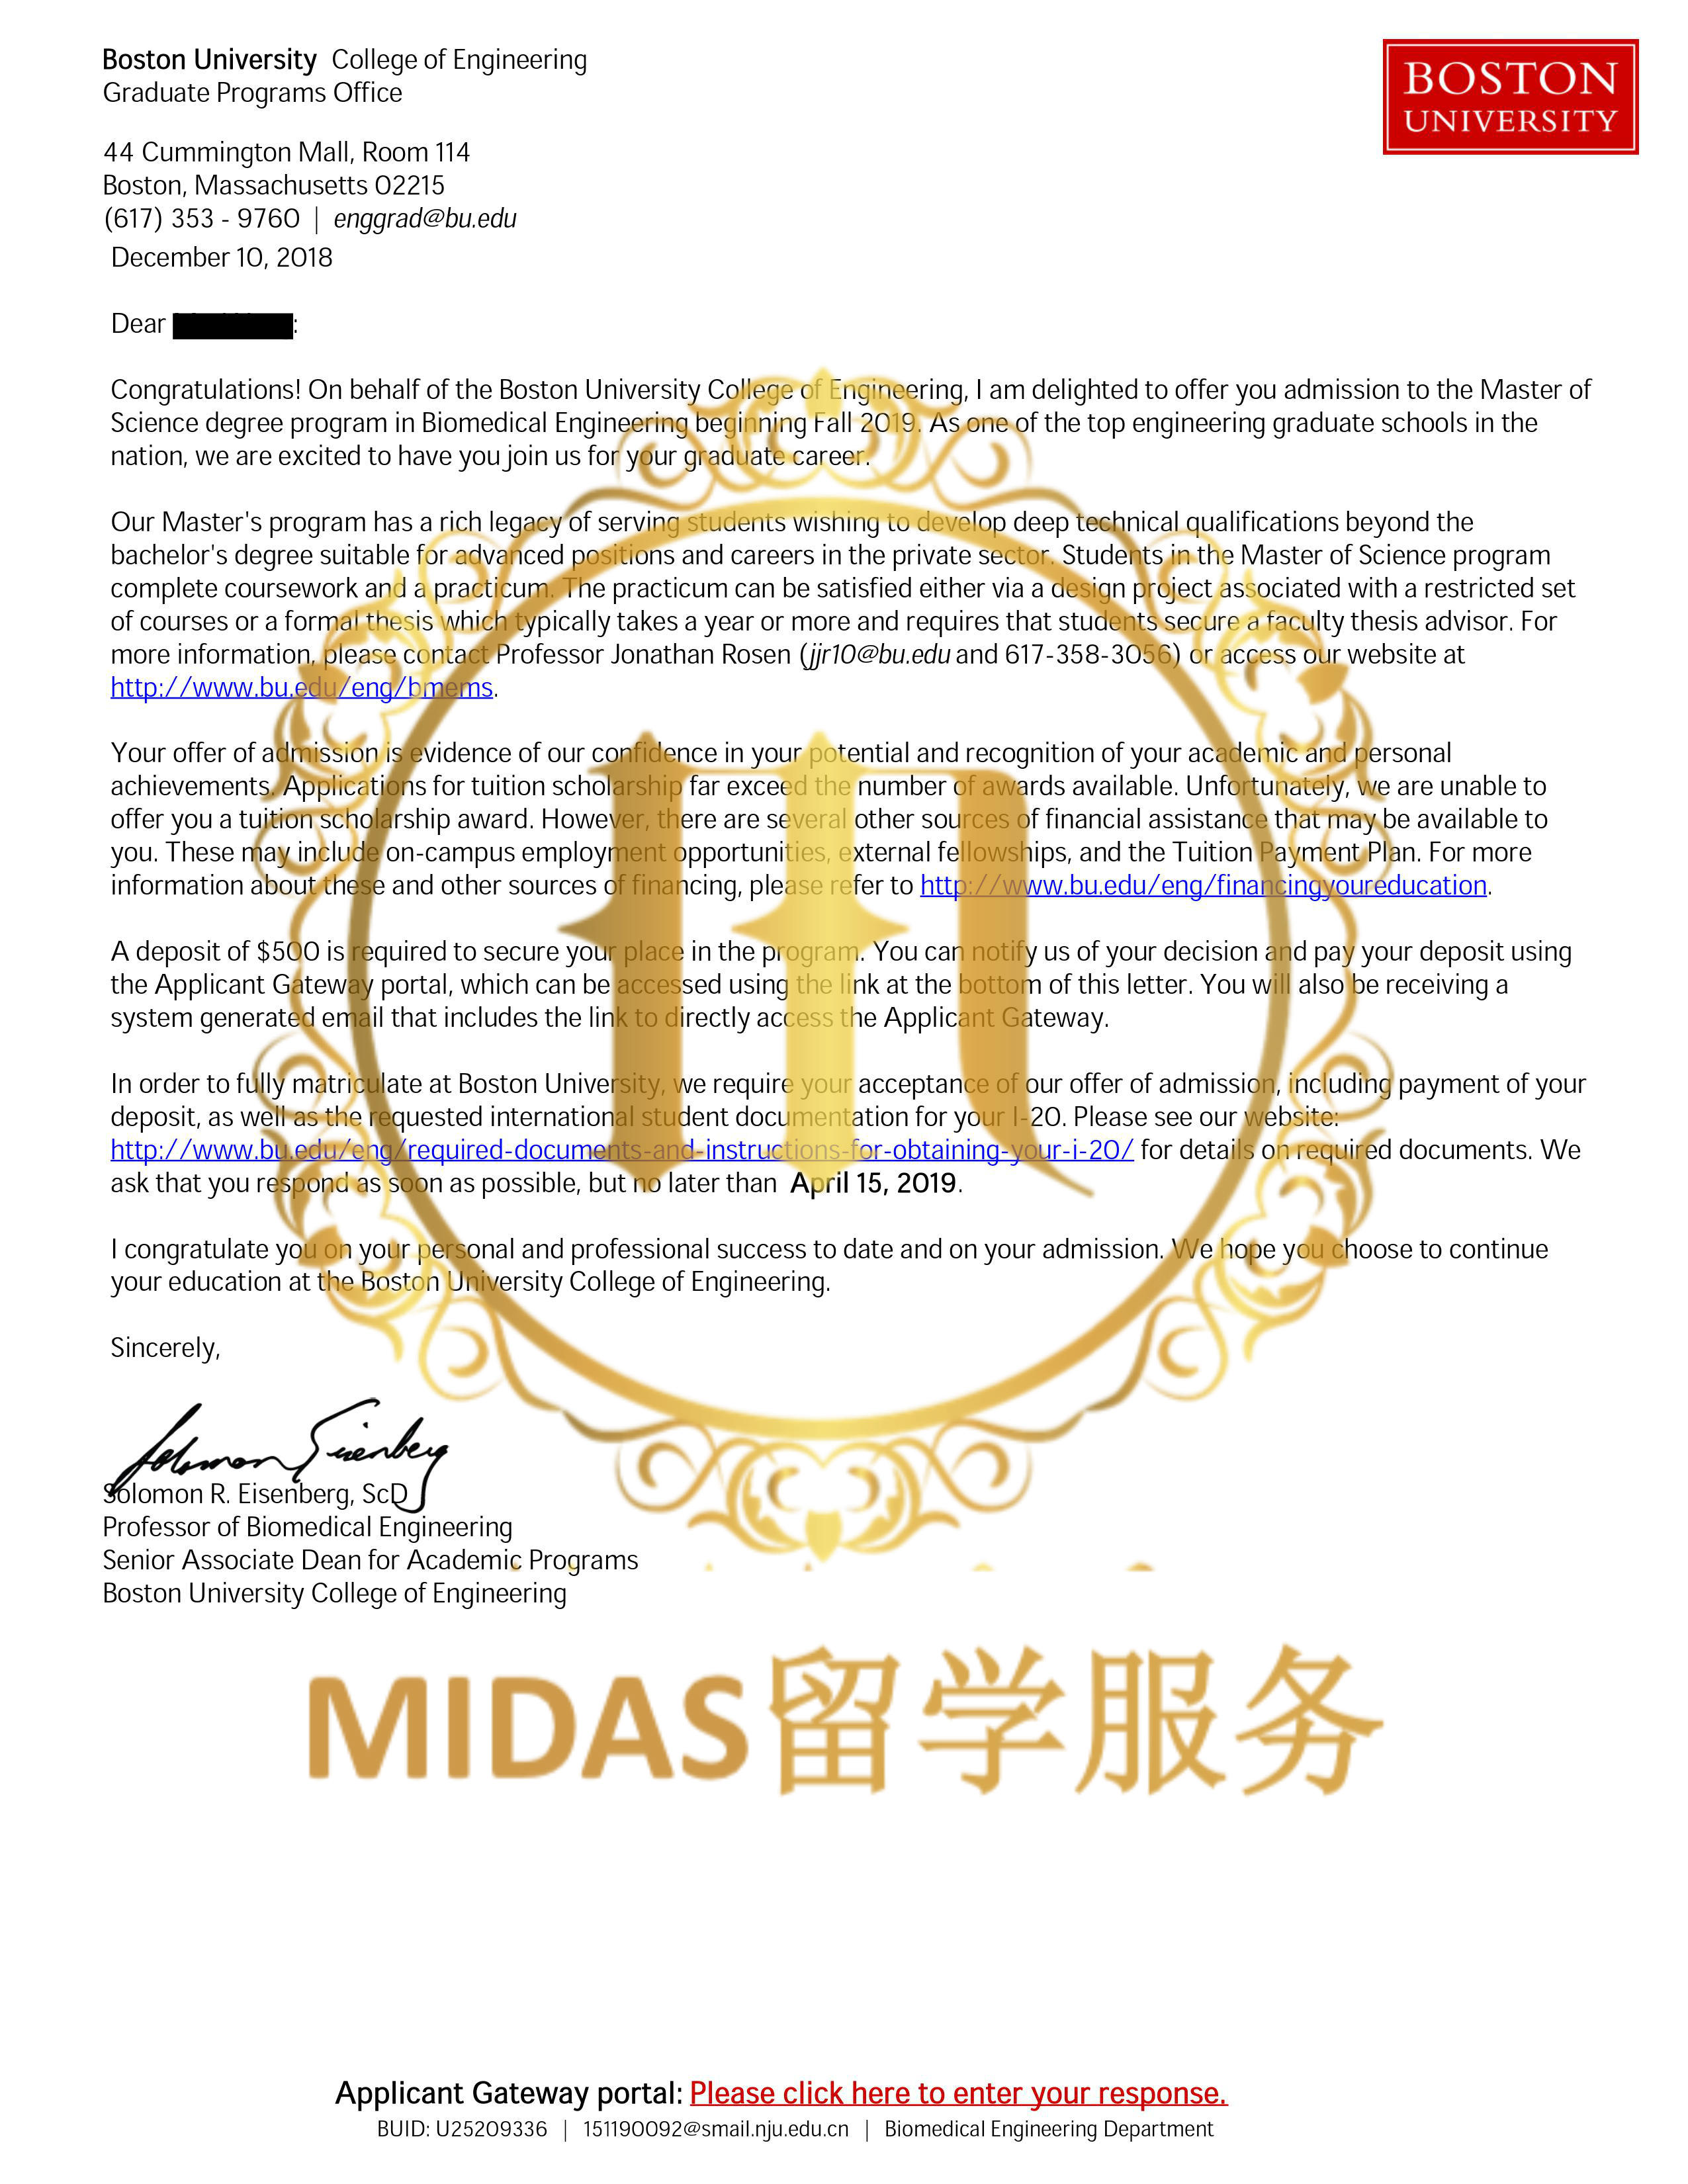 Boston University College of Engineering
Graduate Programs Office
BOSTON
UNIVERSITY
44 Cummington Mall, Room 114
Boston, Massachusetts 02215
(617) 353 - 9760 | enggrad@bu.edu
December 10, 2018
Dear :
Congratulations! On behalf of the Boston University College of Engineering, I am delighted to offer you admission to the Master of
Science degree program in Biomedical Engineering beginning Fall 2019. As one of the top engineering graduate schools in the
nation, we are excited to have you join us for your graduate career.
Our Master's program has a rich legacy of serving students wishing to develop deep technical qualifications beyond the
bachelor's degree suitable for advanced positions and careers in the private sector. Students in the Master of Science program
complete coursework and a practicum. The practicum can be satisfied either via a design project associated with a restricted set
of courses or a formal thesis which typically takes a year or more and requires that students secure a faculty thesis advisor. For
more information, please contact Professor Jonathan Rosen (jjr10@bu.edu and 617-358-3056) or access our website at
http://www.bu.edu/eng/bmems.
Your offer of admission is evidence of our confidence in your potential and recognition of your academic and personal
achievements. Applications for tuition scholarship far exceed the number of awards available. Unfortunately, we are unable to
offer you a tuition scholarship award. However, there are several other sources of financial assistance that may be available to
you. These may include on-campus employment opportunities, external fellowships, and the Tuition Payment Plan. For more
information about these and other sources of financing, please refer to http://www.bu.edu/eng/financingyoureducation.
A deposit of $500 is required to secure your place in the program. You can notify us of your decision and pay your deposit using
the Applicant Gateway portal, which can be accessed using the link at the bottom of this letter. You will also be receiving a
system generated email that includes the link to directly access the Applicant Gateway.
In order to fully matriculate at Boston University, we require your acceptance of our offer of admission, including payment of your
deposit, as well as the requested international student documentation for your I-20. Please see our website:
http://www.bu.edu/eng/required-documents-and-instructions-for-obtaining-your-i-20/ for details on required documents. We
ask that you respond as soon as possible, but no later than April 15, 2019.
I congratulate you on your personal and professional success to date and on your admission. We hope you choose to continue
your education at the Boston University College of Engineering.
Sincerely,
Solomon Eisenberg
Solomon R. Eisenberg, ScD
Professor of Biomedical Engineering
Senior Associate Dean for Academic Programs
Boston University College of Engineering
MIDAS留学服务
Applicant Gateway portal: Please click here to enter your response.
BUID: U25209336 | 151190092@smail.nju.edu.cn | Biomedical Engineering Department